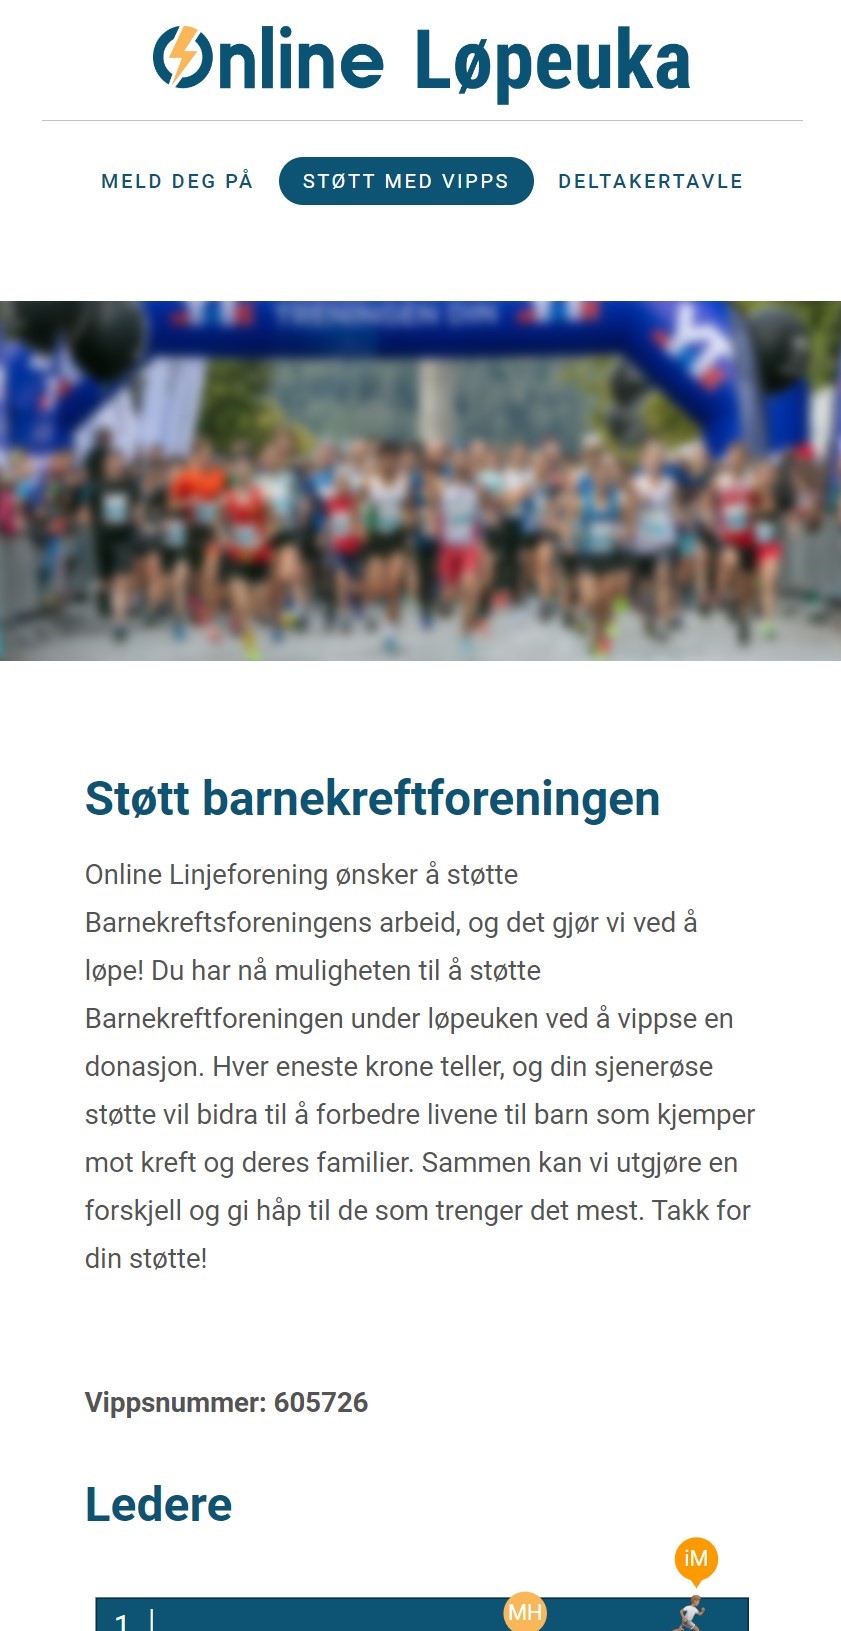 Online Løpeuka
MELD DEG PÅ STØTT MED VIPPS DELTAKERTAVLE
TRENINGEN DIN
Støtt barnekreftforeningen
Online Linjeforening ønsker å støtte
Barnekreftsforeningens arbeid, og det gjør vi ved å
løpe! Du har nå muligheten til å støtte
Barnekreftforeningen under løpeuken ved å vippse en
donasjon. Hver eneste krone teller, og din sjenerøse
støtte vil bidra til å forbedre livene til barn som kjemper
mot kreft og deres familier. Sammen kan vi utgjøre en
forskjell og gi håp til de som trenger det mest. Takk for
din støtte!
Vippsnummer: 605726
Ledere
iM
MH
1